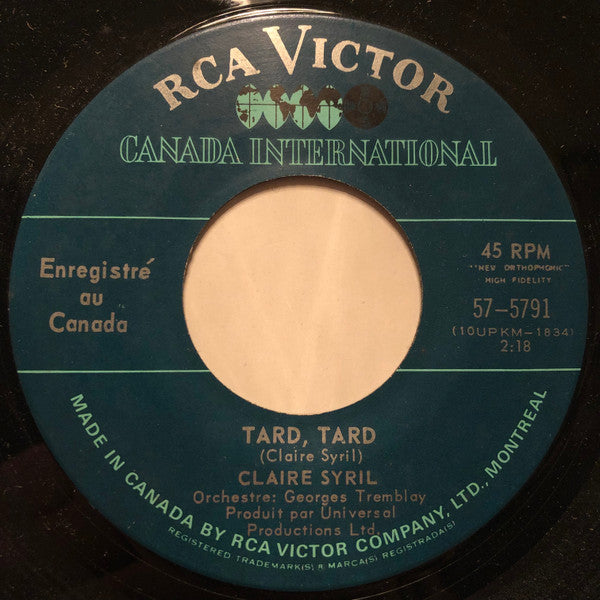 RCA VICTOR
CANADA INTERNATIONAL
Enregistré
au
Canada
45 RPM
"NEW ORTHOPHONIC"
HIGH FIDELITY
57-5791
(10UPKM-1834)
2:18
TARD, TARD
(Claire Syril)
CLAIRE SYRIL
Orchestre: Georges Tremblay
Produit par Universal
Productions Ltd.
MADE IN CANADA BY RCA VICTOR COMPANY, LTD., MONTREAL
REGISTERED TRADEMARK(S) & MARCA(S) REGISTRADA(S)